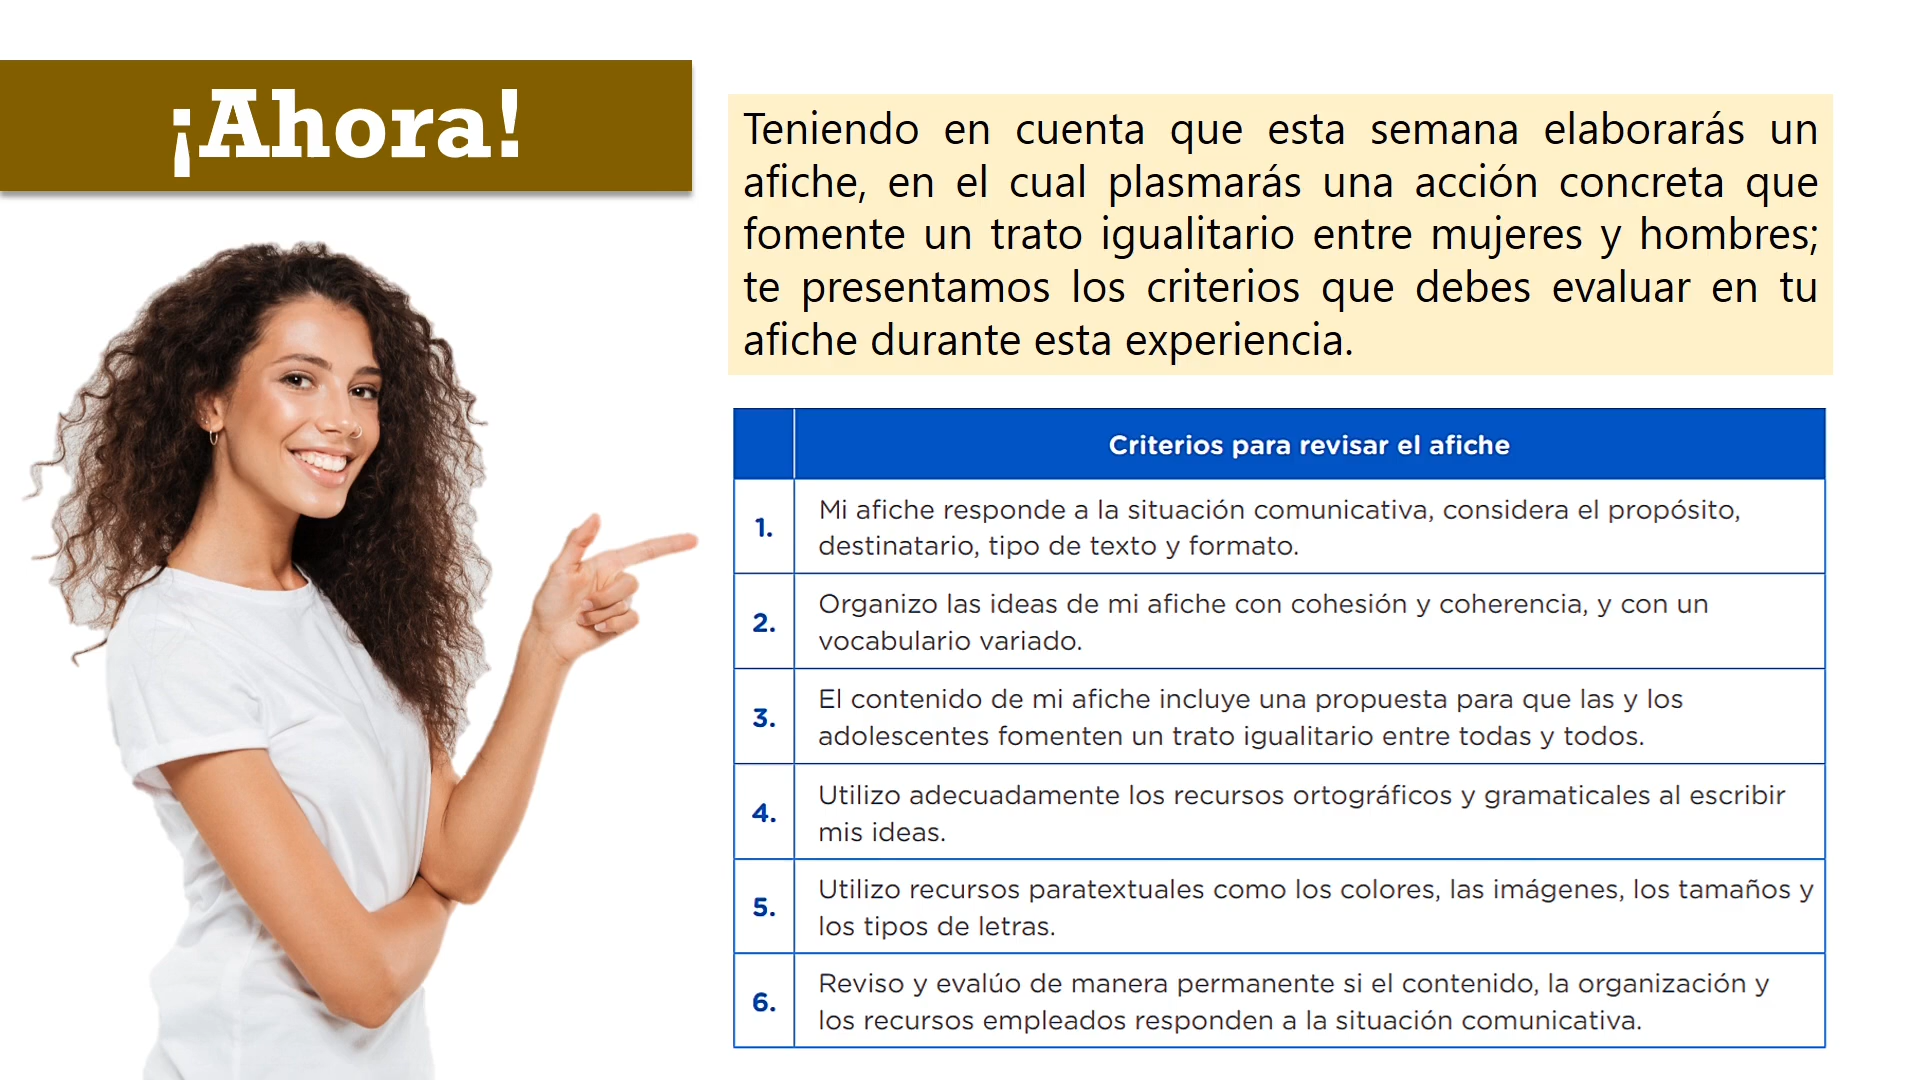 ¡Ahora!
Teniendo en cuenta que esta semana elaborarás un
afiche, en el cual plasmarás una acción concreta que
fomente un trato igualitario entre mujeres y hombres;
te presentamos los criterios que debes evaluar en tu
afiche durante esta experiencia.
Criterios para revisar el afiche
1. Mi afiche responde a la situación comunicativa, considera el propósito,
destinatario, tipo de texto y formato.
2. Organizo las ideas de mi afiche con cohesión y coherencia, y con un
vocabulario variado.
3. El contenido de mi afiche incluye una propuesta para que las y los
adolescentes fomenten un trato igualitario entre todas y todos.
4. Utilizo adecuadamente los recursos ortográficos y gramaticales al escribir
mis ideas.
5. Utilizo recursos paratextuales como los colores, las imágenes, los tamaños y
los tipos de letras.
6. Reviso y evalúo de manera permanente si el contenido, la organización y
los recursos empleados responden a la situación comunicativa.